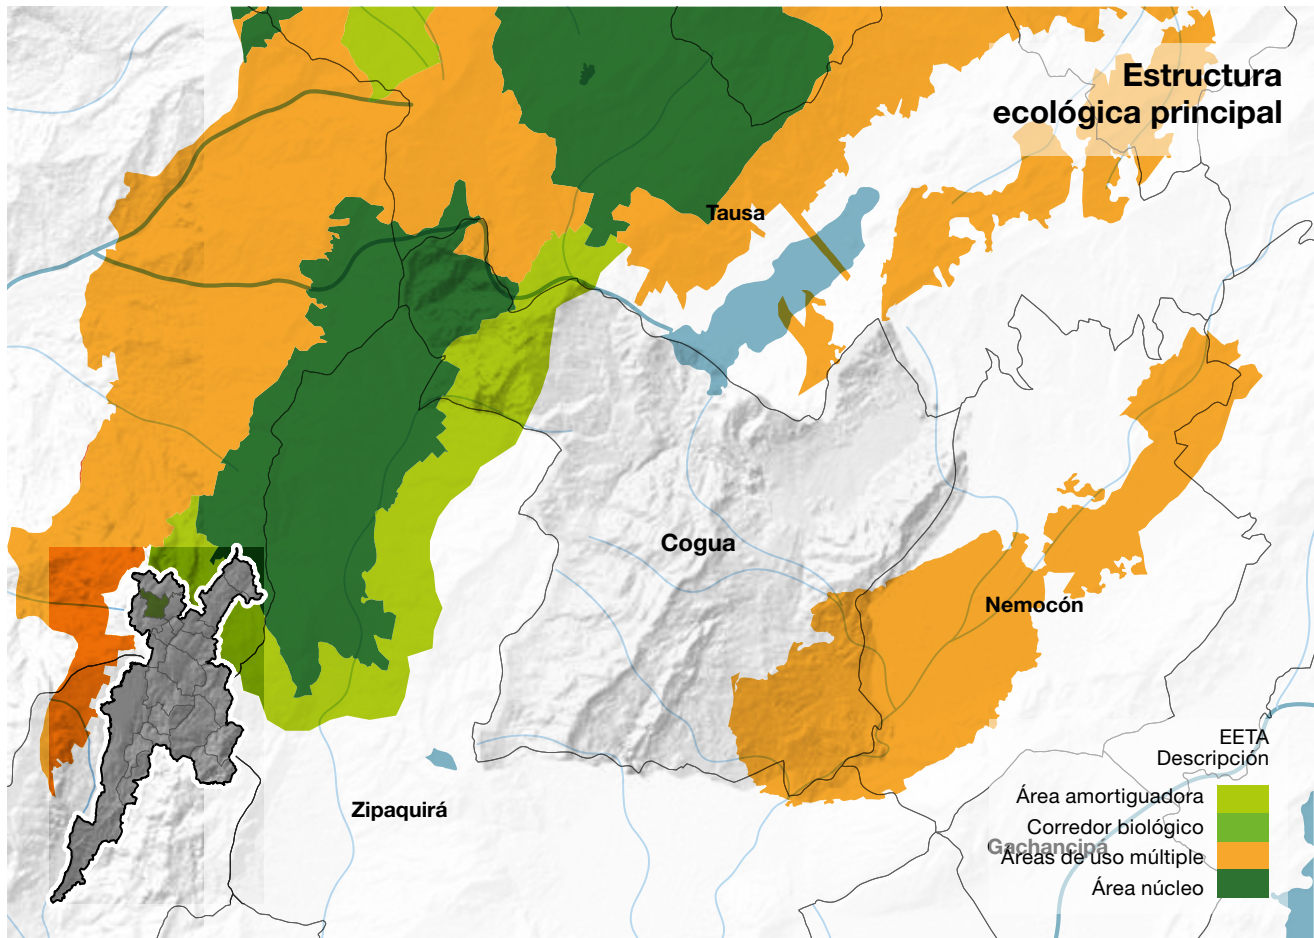 Estructura
ecológica principal
Tausa
Cogua
Nemocón
Zipaquirá
EETA
Descripción
Área amortiguadora
Corredor biológico
Gachancipá
Áreas de uso múltiple
Área núcleo